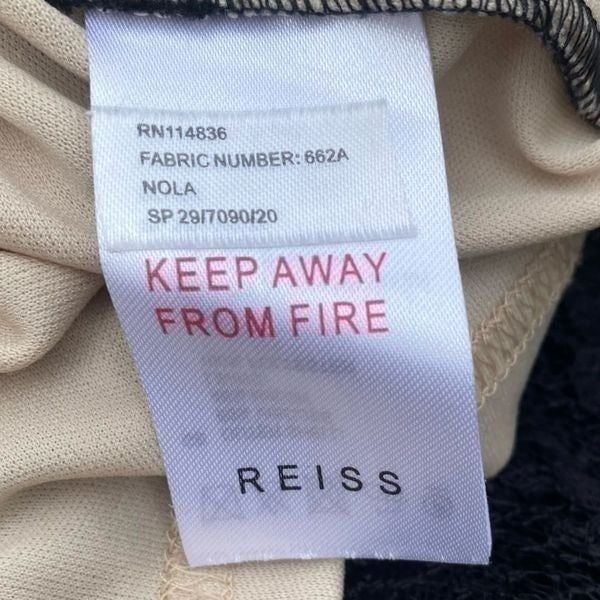 RN114836
FABRIC NUMBER: 662A
NOLA
SP 29/7090/20
KEEP AWAY
FROM FIRE
REISS